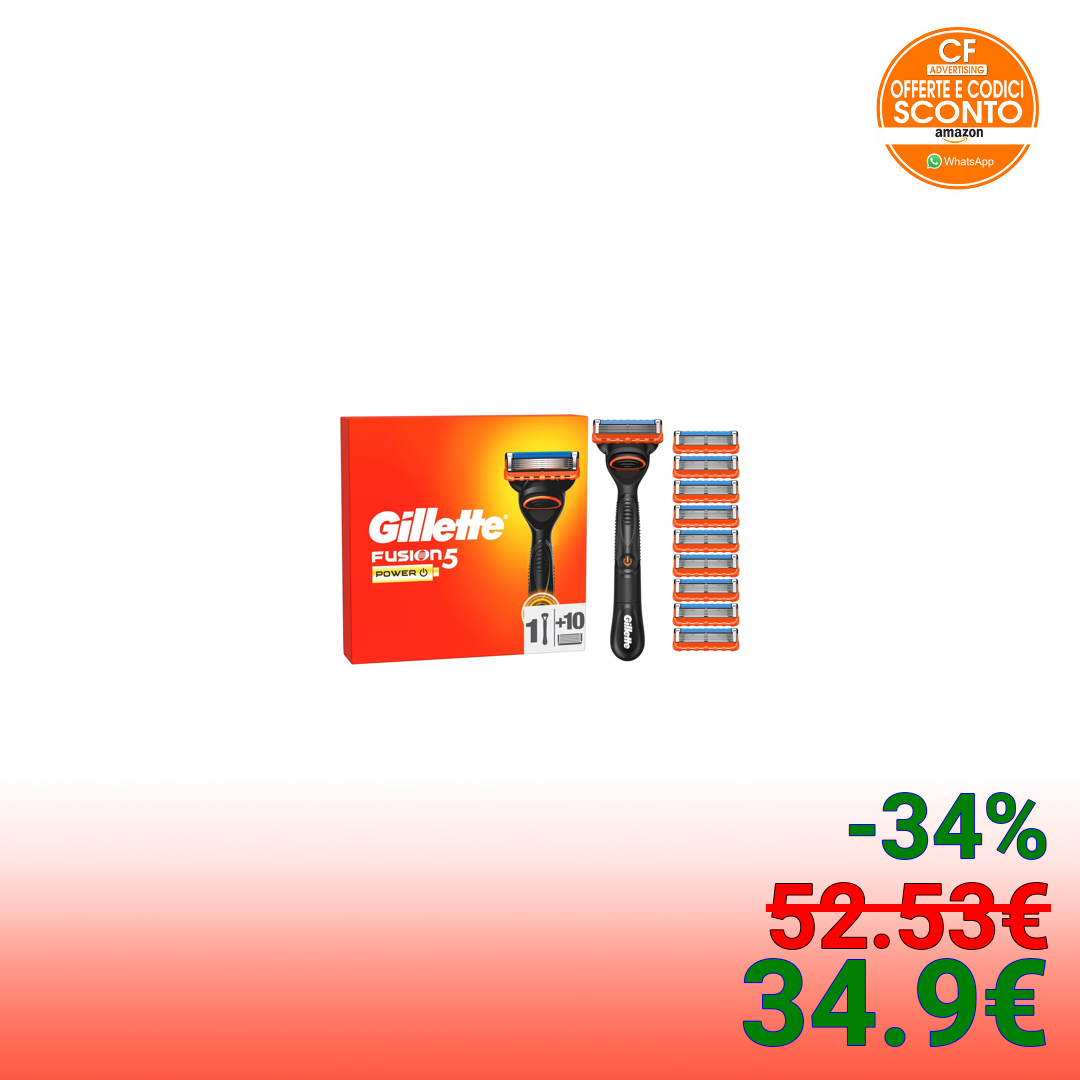 CF
ADVERTISING
OFFERTE E CODICI
SCONTO
amazon
WhatsApp
Gillette
FUSION5
POWER
1 +10
Gillette
-34%
52.53€
34.9€